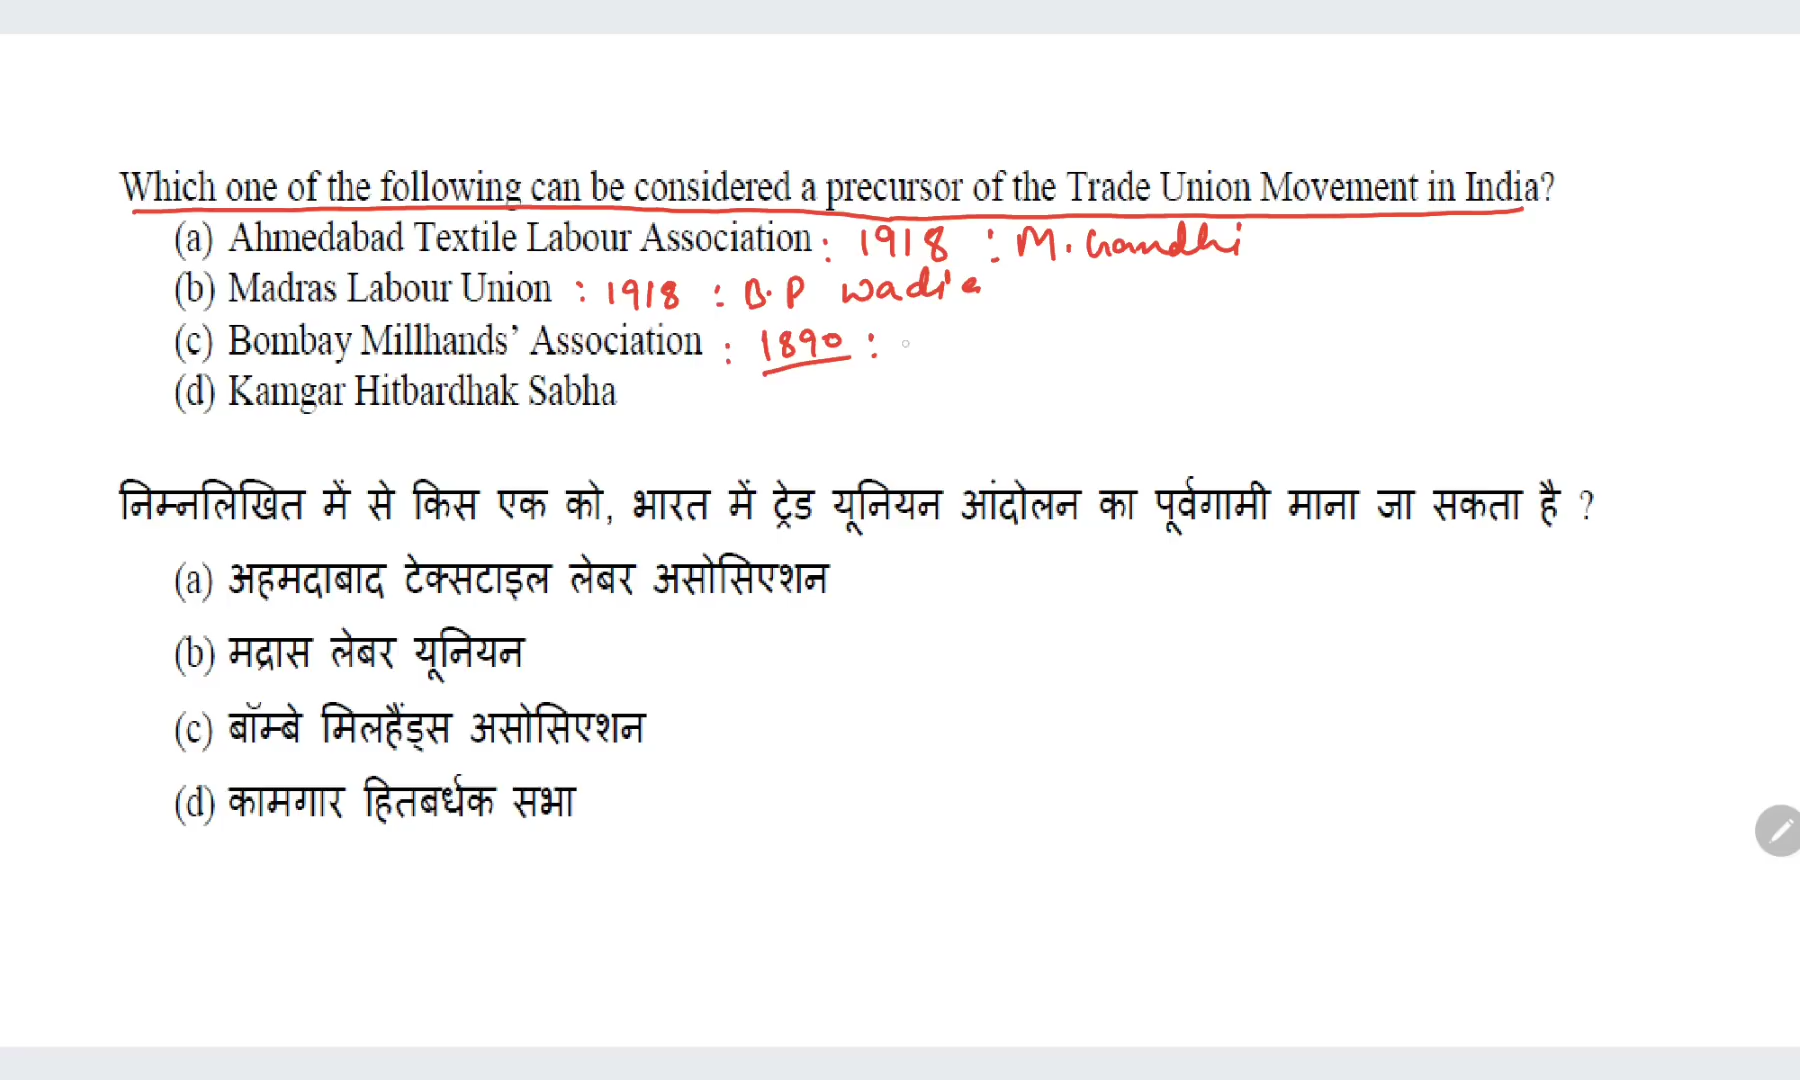 Which one of the following can be considered a precursor of the Trade Union Movement in India?
(a) Ahmedabad Textile Labour Association : 1918 : M. Gandhi
(b) Madras Labour Union : 1918 : B.P Wadia
(c) Bombay Millhands’ Association : 1890 :
(d) Kamgar Hitbardhak Sabha
निम्नलिखित में से किस एक को, भारत में ट्रेड यूनियन आंदोलन का पूर्वगामी माना जा सकता है ?
(a) अहमदाबाद टेक्सटाइल लेबर असोसिएशन
(b) मद्रास लेबर यूनियन
(c) बॉम्बे मिलहैंड्स असोसिएशन
(d) कामगार हितबर्धक सभा